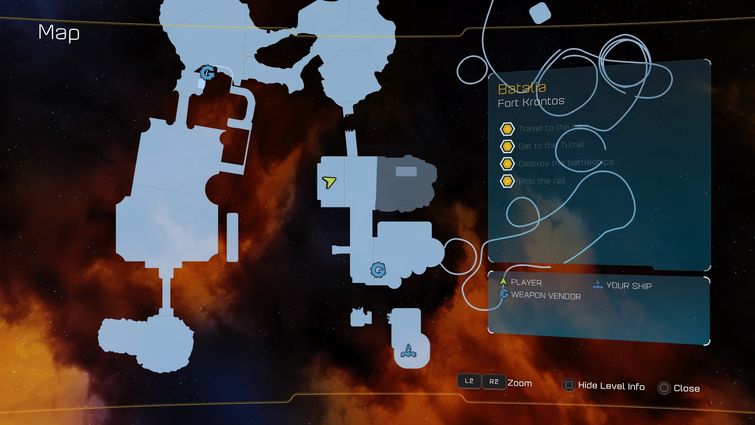 Map
Batalia
Fort Krontos
Travel to the
Get to the Turret
Destroy the battleships
Ride the rail
PLAYER
YOUR SHIP
WEAPON VENDOR
L2 R2 Zoom
Hide Level Info
Close